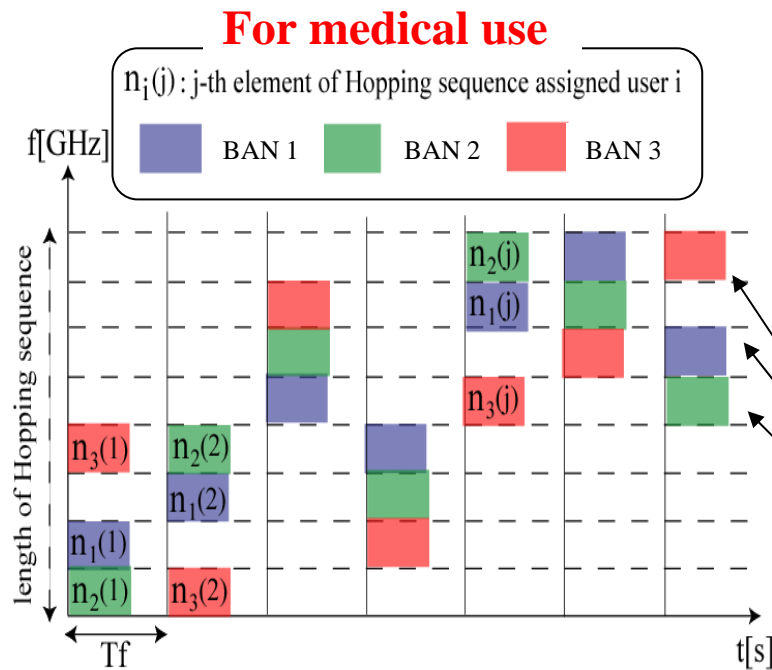 For medical use
nᵢ(j) : j-th element of Hopping sequence assigned user i
BAN 1 BAN 2 BAN 3
f[GHz]
length of Hopping sequence
n₂(j)
n₁(j)
n₃(j)
n₃(1) n₂(2)
n₁(2)
n₁(1)
n₂(1) n₃(2)
Tf
t[s]